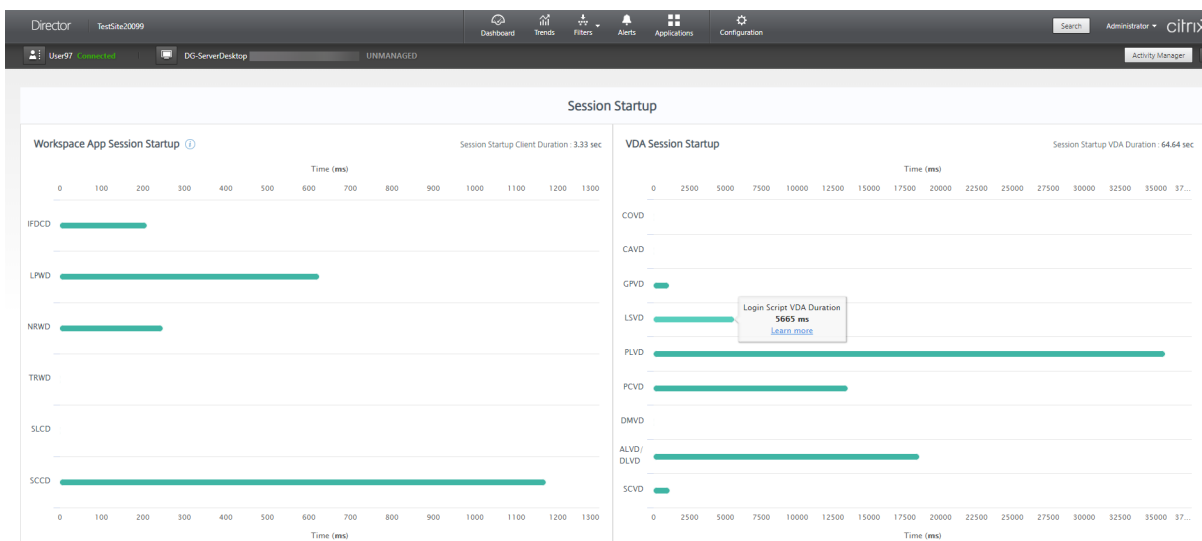 Director TestSite20099 Dashboard Trends Filters Alerts Applications Configuration Search Administrator citrix
User97 Connected DG-ServerDesktop UNMANAGED Activity Manager
Session Startup
Workspace App Session Startup Session Startup Client Duration : 3.33 sec
Time (ms)
0 100 200 300 400 500 600 700 800 900 1000 1100 1200 1300
IFDCD
LPWD
NRWD
TRWD
SLCD
SCCD
0 100 200 300 400 500 600 700 800 900 1000 1100 1200 1300
Time (ms)
VDA Session Startup Session Startup VDA Duration : 64.64 sec
Time (ms)
0 2500 5000 7500 10000 12500 15000 17500 20000 22500 25000 27500 30000 32500 35000 37...
COVD
CAVD
GPVD
LSVD
Login Script VDA Duration
5665 ms
Learn more
PLVD
PCVD
DMVD
ALVD/
DLVD
SCVD
0 2500 5000 7500 10000 12500 15000 17500 20000 22500 25000 27500 30000 32500 35000 37...
Time (ms)